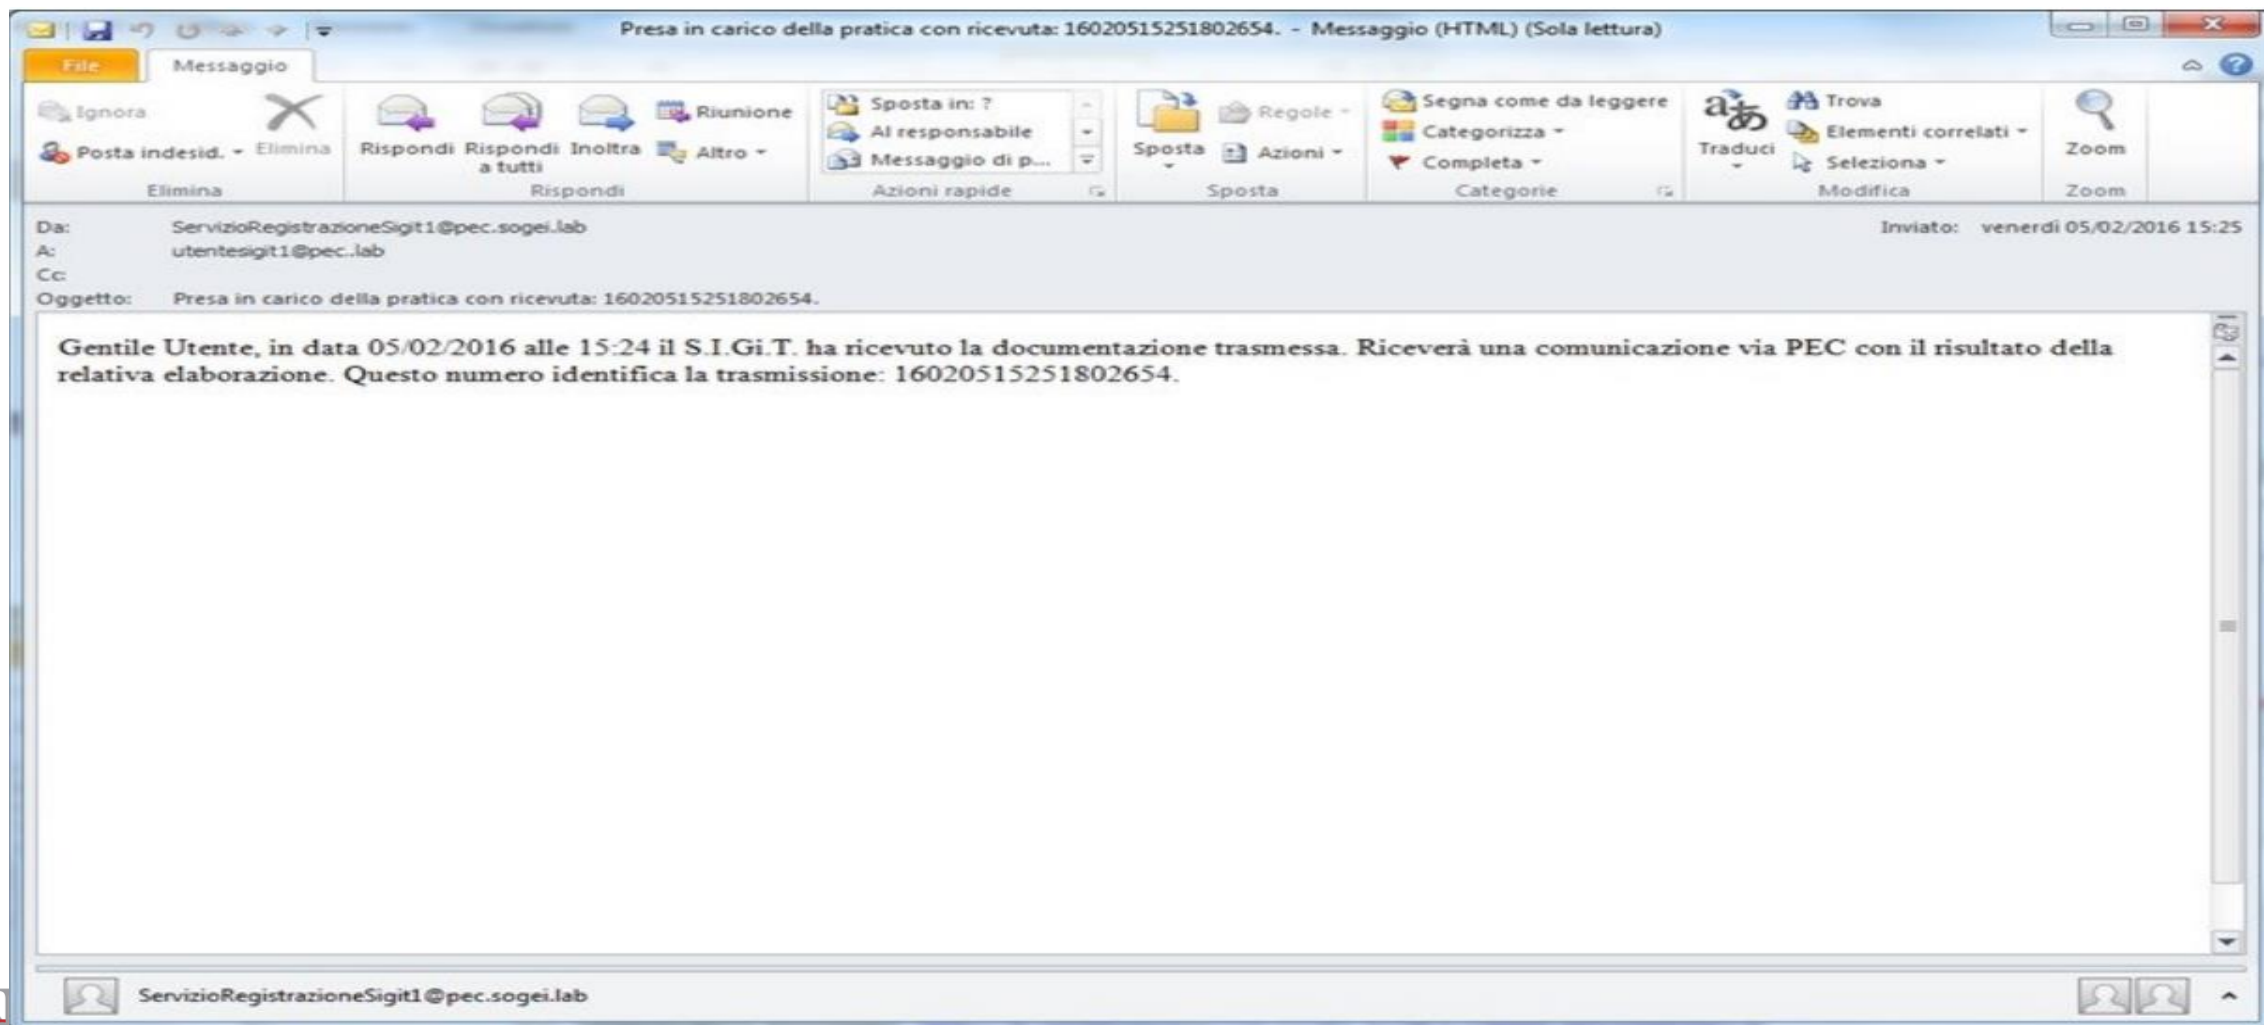 Presa in carico della pratica con ricevuta: 16020515251802654. - Messaggio (HTML) (Sola lettura)
File Messaggio
Ignora
Posta indesid.
Elimina
Elimina
Rispondi
Rispondi a tutti
Inoltra
Riunione
Altro
Rispondi
Sposta in: ?
Al responsabile
Messaggio di p...
Azioni rapide
Sposta
Regole
Azioni
Sposta
Segna come da leggere
Categorizza
Completa
Categorie
Traduci
Trova
Elementi correlati
Seleziona
Modifica
Zoom
Zoom
Da: ServizioRegistrazioneSigit1@pec.sogei.lab Inviato: venerdì 05/02/2016 15:25
A: utentesigit1@pec..lab
Cc:
Oggetto: Presa in carico della pratica con ricevuta: 16020515251802654.
Gentile Utente, in data 05/02/2016 alle 15:24 il S.I.Gi.T. ha ricevuto la documentazione trasmessa. Riceverà una comunicazione via PEC con il risultato della
relativa elaborazione. Questo numero identifica la trasmissione: 16020515251802654.
ServizioRegistrazioneSigit1@pec.sogei.lab